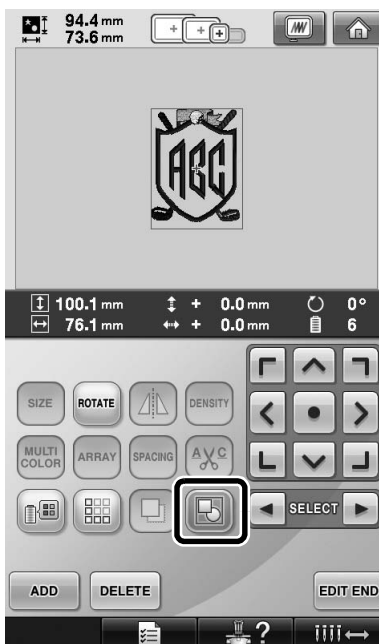 94.4 mm
73.6 mm
ABC
100.1 mm + 0.0 mm 0°
76.1 mm + 0.0 mm 6
SIZE ROTATE DENSITY
MULTI COLOR ARRAY SPACING AVC
SELECT
ADD DELETE EDIT END
?